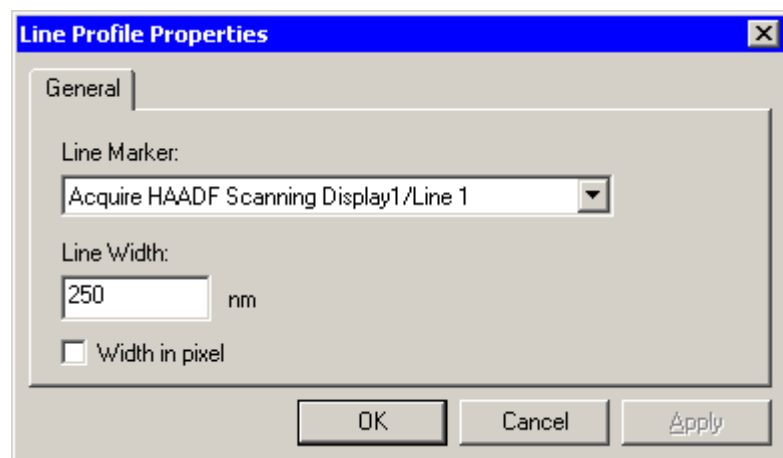 Line Profile Properties
General
Line Marker:
Acquire HAADF Scanning Display1/Line 1
Line Width:
250 nm
Width in pixel
OK Cancel Apply